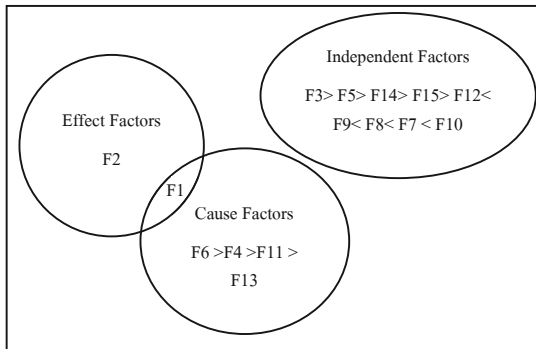 Independent Factors
F3> F5> F14> F15> F12<
F9< F8< F7 < F10
Effect Factors
F2
F1
Cause Factors
F6 >F4 >F11 >
F13